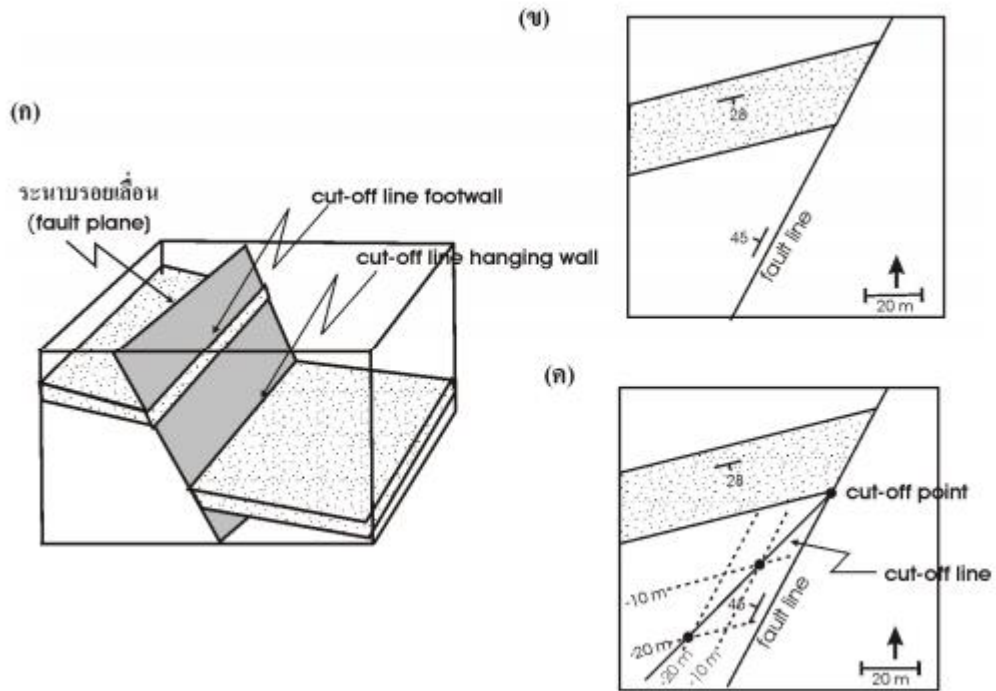 (ก)
ระนาบรอยเลื่อน
(fault plane)
cut-off line footwall
cut-off line hanging wall
(ข)
28
45
fault line
20 m
(ค)
28
cut-off point
cut-off line
-10 m
45
-20 m
-20 m
-10 m
fault line
20 m